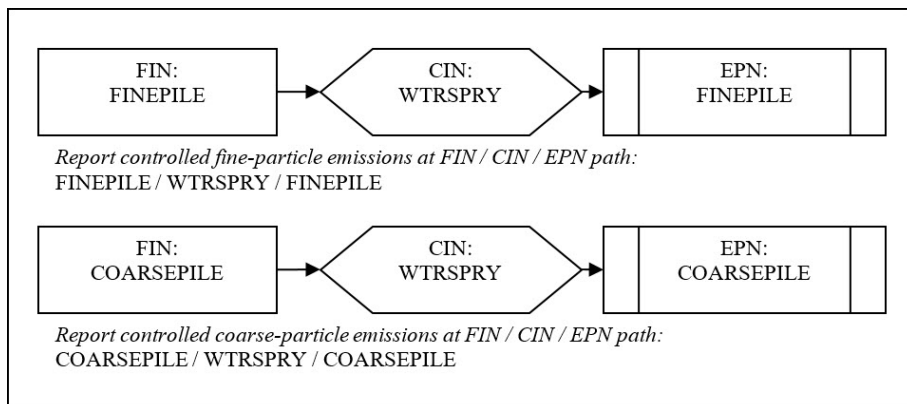 FIN:
FINEPILE
CIN:
WTRSPRY
EPN:
FINEPILE
Report controlled fine-particle emissions at FIN / CIN / EPN path:
FINEPILE / WTRSPRY / FINEPILE
FIN:
COARSEPILE
CIN:
WTRSPRY
EPN:
COARSEPILE
Report controlled coarse-particle emissions at FIN / CIN / EPN path:
COARSEPILE / WTRSPRY / COARSEPILE